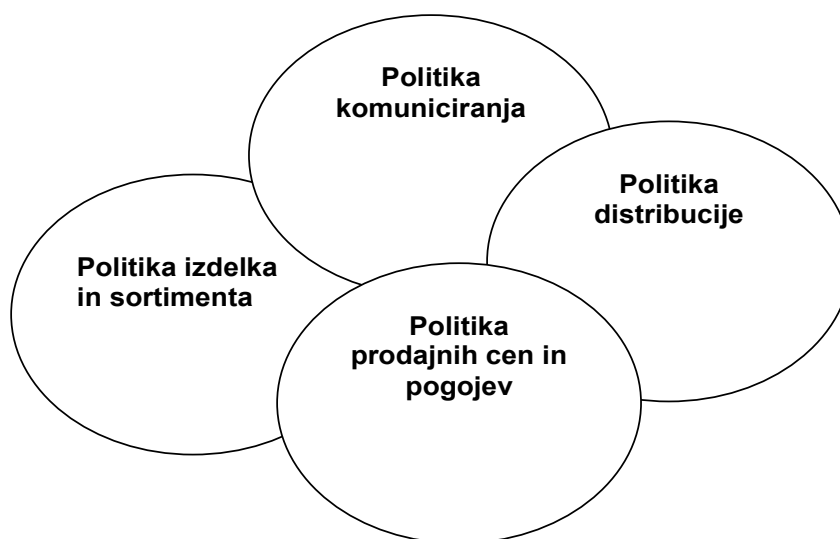 Politika
komuniciranja
Politika
distribucije
Politika izdelka
in sortimenta
Politika
prodajnih cen in
pogojev